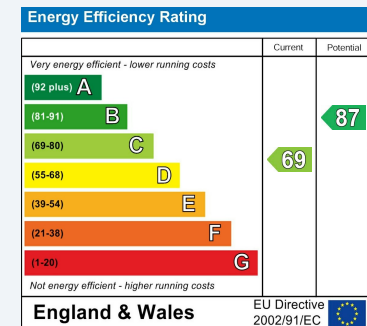 Energy Efficiency Rating
Current Potential
Very energy efficient - lower running costs
(92 plus) A
(81-91) B
87
(69-80) C
69
(55-68) D
(39-54) E
(21-38) F
(1-20) G
Not energy efficient - higher running costs
England & Wales
EU Directive
2002/91/EC